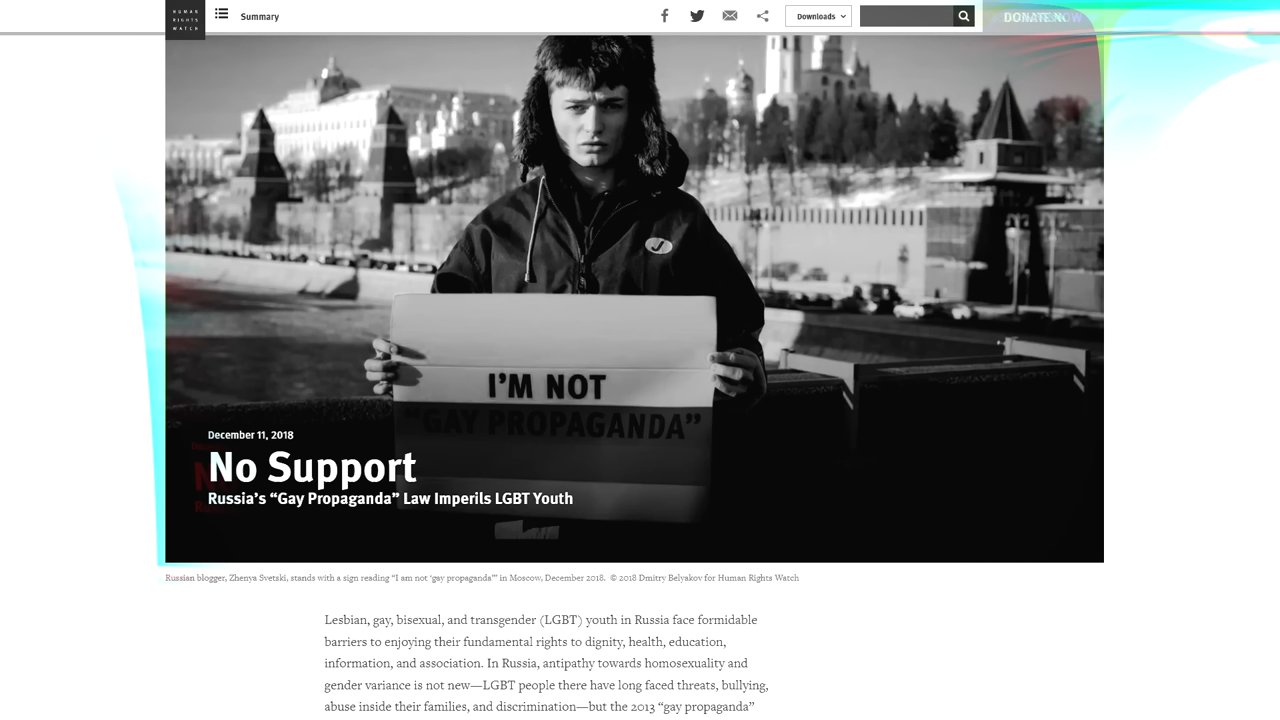 HUMAN
RIGHTS
WATCH
Summary
Downloads
DONATE NOW
I'M NOT
“GAY PROPAGANDA”
December 11, 2018
No Support
Russia’s “Gay Propaganda” Law Imperils LGBT Youth
Russian blogger, Zhenya Svetski, stands with a sign reading “I am not ‘gay propaganda’” in Moscow, December 2018. © 2018 Dmitry Belyakov for Human Rights Watch
Lesbian, gay, bisexual, and transgender (LGBT) youth in Russia face formidable
barriers to enjoying their fundamental rights to dignity, health, education,
information, and association. In Russia, antipathy towards homosexuality and
gender variance is not new—LGBT people there have long faced threats, bullying,
abuse inside their families, and discrimination—but the 2013 “gay propaganda”